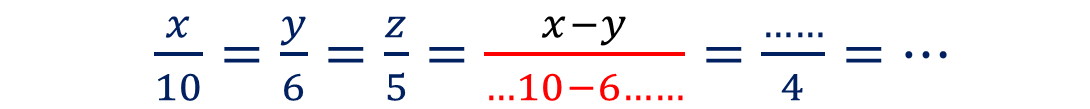 x/10 = y/6 = z/5 = x−y/...10−6...... = ....../4 = ⋯